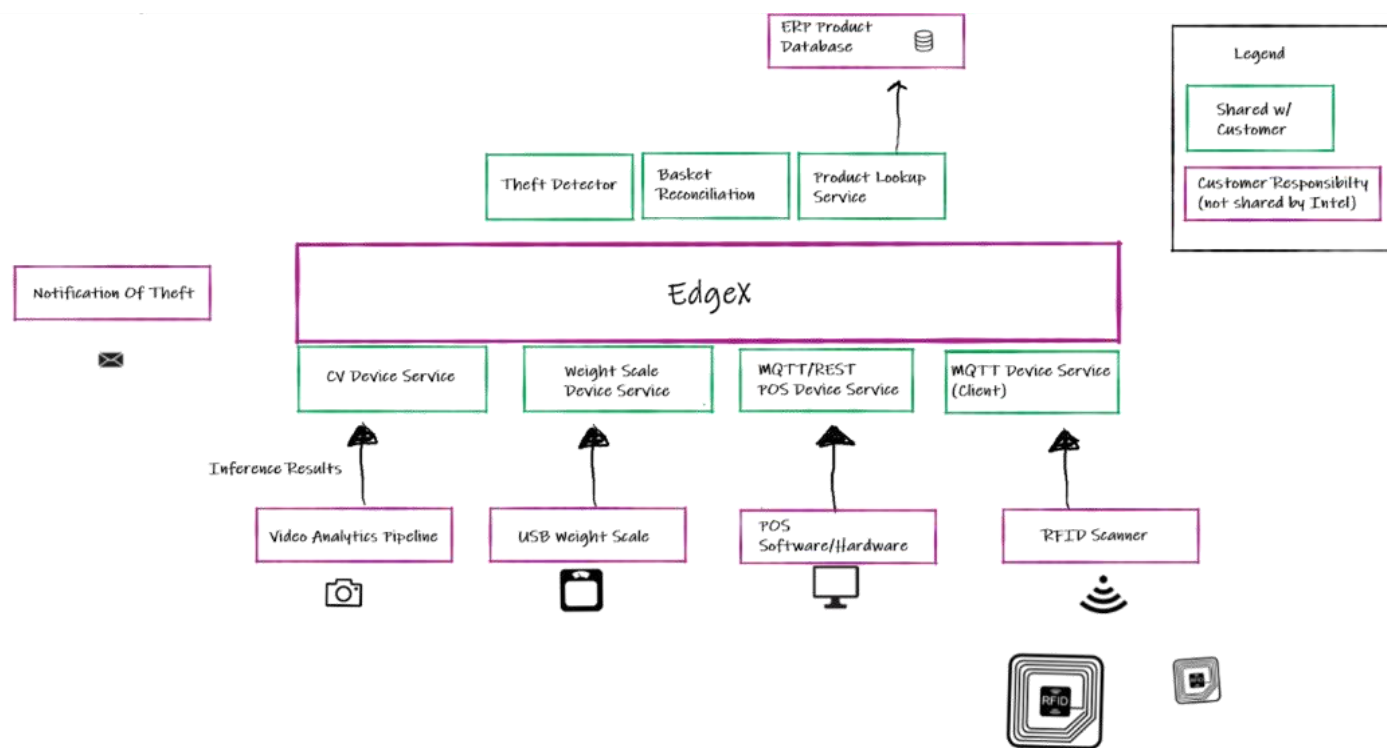 ERP Product
Database
Legend
Shared w/
Customer
Customer Responsibilty
(not shared by Intel)
Theft Detector
Basket
Reconciliation
Product Lookup
Service
Notification Of Theft
EdgeX
CV Device Service
Weight Scale
Device Service
MQTT/REST
POS Device Service
MQTT Device Service
(Client)
Inference Results
Video Analytics Pipeline
USB Weight Scale
POS
Software/Hardware
RFID Scanner
RFID
RFID